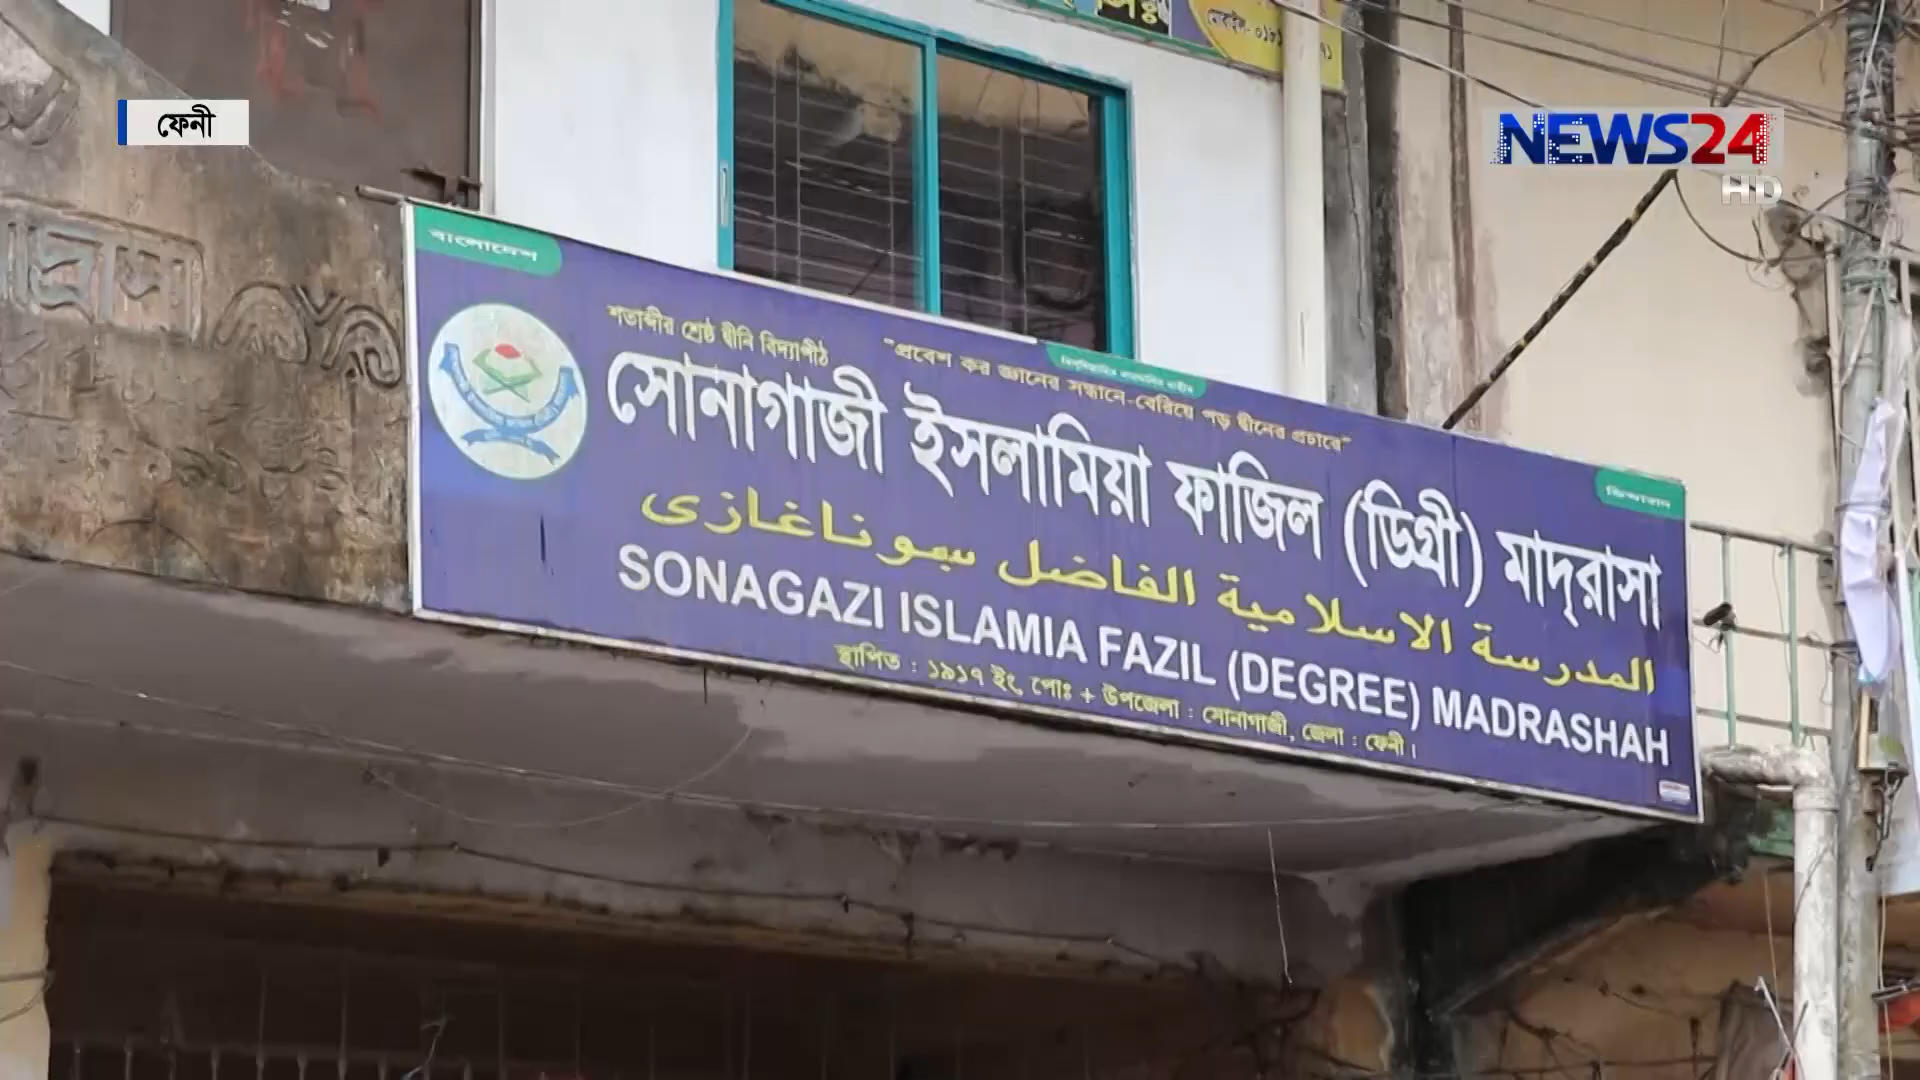 ফেনী
NEWS24
HD
বাংলাদেশ
শতাব্দীর শ্রেষ্ঠ দ্বীনি বিদ্যাপীঠ
"প্রবেশ কর জ্ঞানের সন্ধানে-বেরিয়ে পড় দ্বীনের প্রচারে"
সোনাগাজী ইসলামিয়া ফাজিল (ডিগ্রী) মাদ্‌রাসা
المدرسة الاسلامية الفاضل سوناغازى
SONAGAZI ISLAMIA FAZIL (DEGREE) MADRASHAH
স্থাপিত : ১৯১৭ ইং, পোঃ + উপজেলা : সোনাগাজী, জেলা : ফেনী।